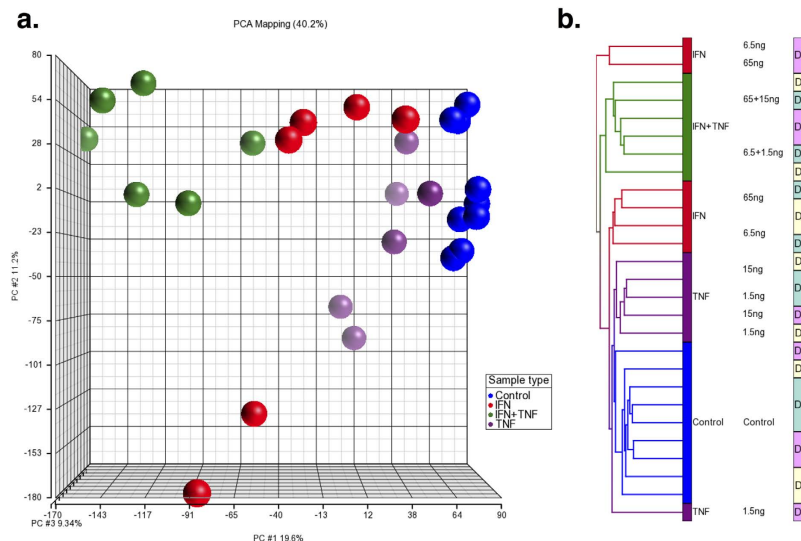 a.
PCA Mapping (40.2%)
80
54
28
2
-23
-50
-75
-101
-127
-153
-180
PC #2 11.2%
-170
-143
-117
-91
-65
-40
-13
12
38
64
90
PC #3 9.34%
PC #1 19.6%
Sample type
Control
IFN
IFN+TNF
TNF
b.
IFN
6.5ng
65ng
D
D
65+15ng
D
IFN+TNF
D
6.5+1.5ng
D
D
D
65ng
IFN
D
6.5ng
D
D
15ng
D
TNF
1.5ng
15ng
D
1.5ng
D
D
D
D
Control
Control
D
D
D
TNF
1.5ng
D